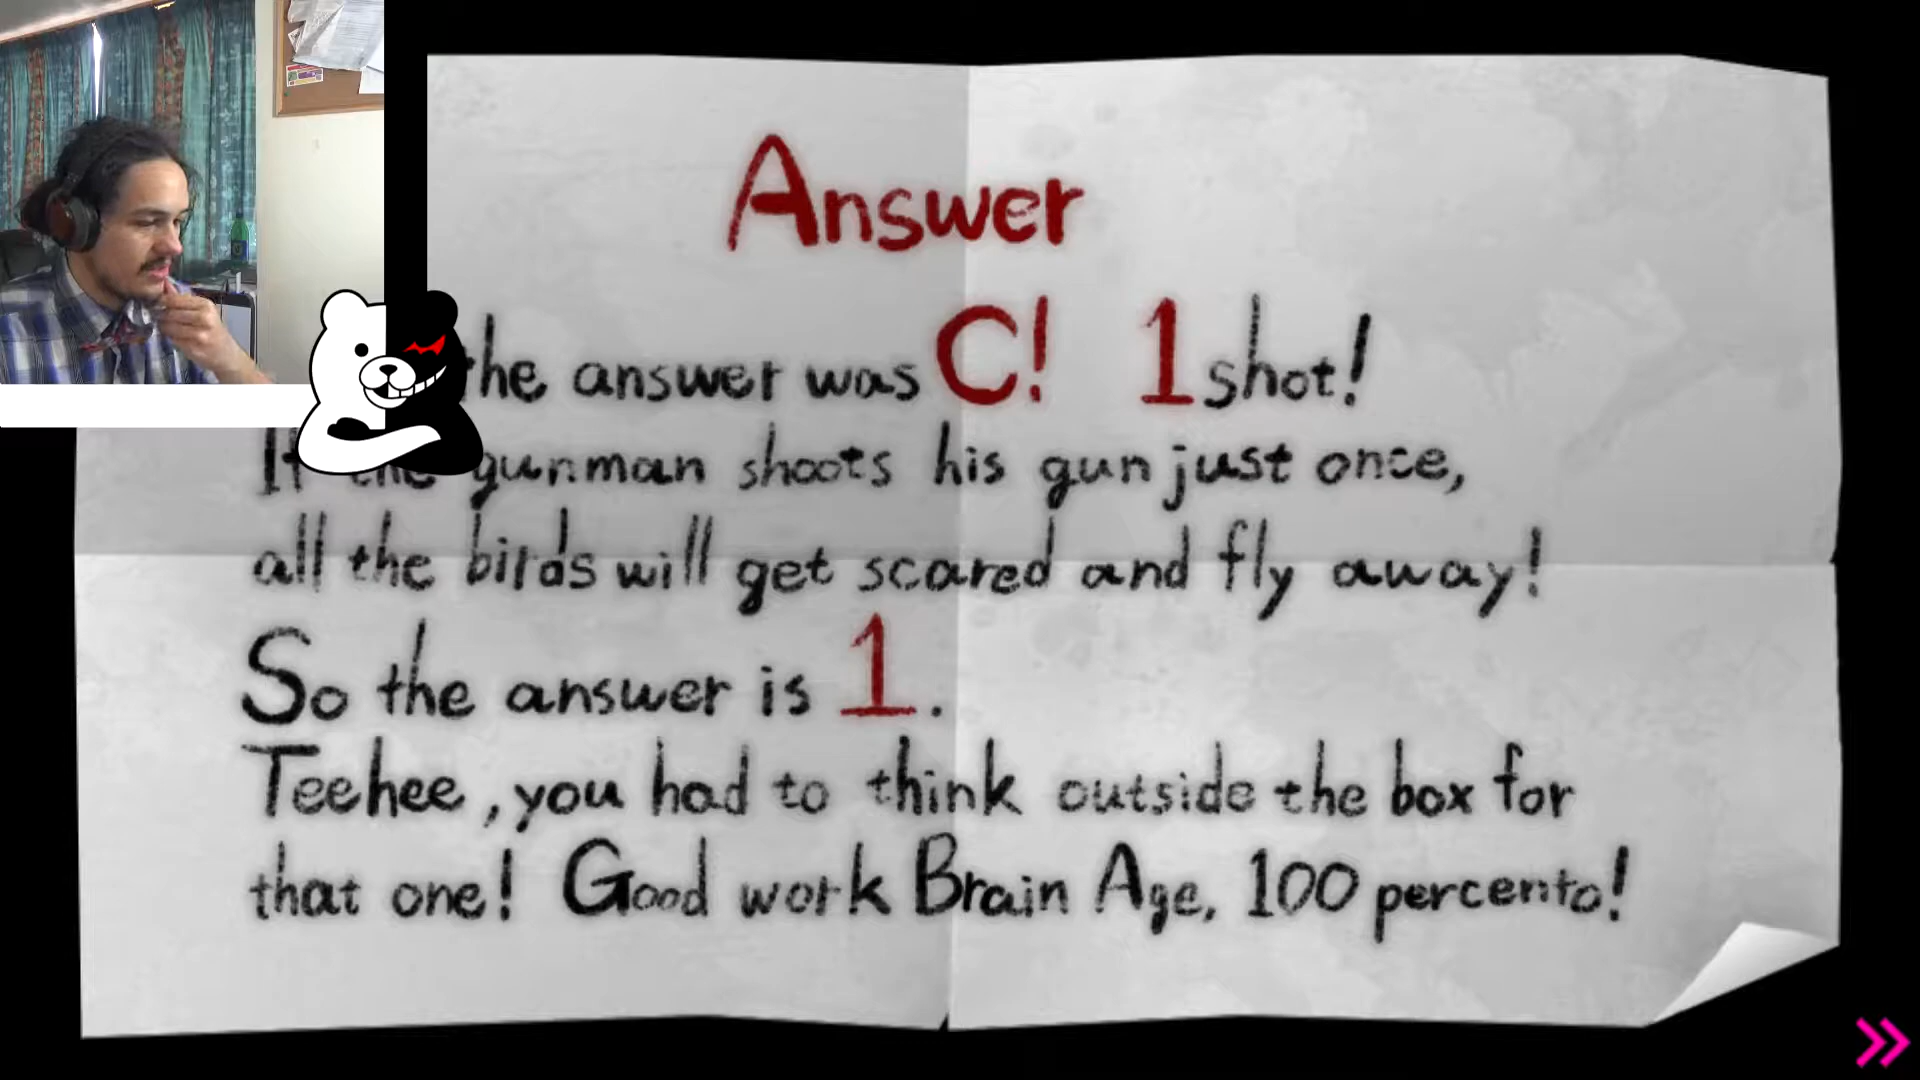 Answer
the answer was C! 1 shot!
If the gunman shoots his gun just once,
all the birds will get scared and fly away!
So the answer is 1.
Teehee, you had to think outside the box for
that one! Good work Brain Age, 100 percento!